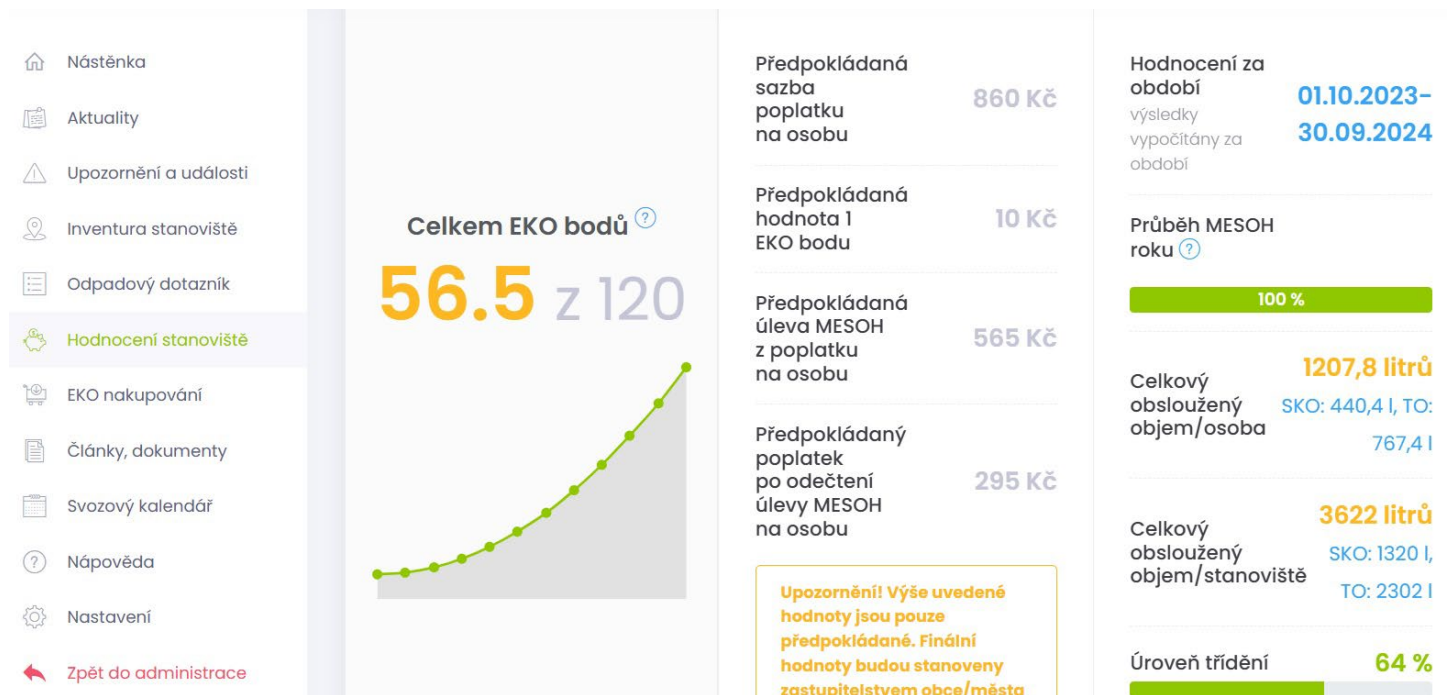 Nástěnka
Aktuality
Upozornění a události
Inventura stanoviště
Odpadový dotazník
Hodnocení stanoviště
EKO nakupování
Články, dokumenty
Svozový kalendář
Nápověda
Nastavení
Zpět do administrace
Celkem EKO bodů ?
56.5 z 120
Předpokládaná
sazba
poplatku
na osobu
860 Kč
Předpokládaná
hodnota 1
EKO bodu
10 Kč
Předpokládaná
úleva MESOH
z poplatku
na osobu
565 Kč
Předpokládaný
poplatek
po odečtení
úlevy MESOH
na osobu
295 Kč
Upozornění! Výše uvedené
hodnoty jsou pouze
předpokládané. Finální
hodnoty budou stanoveny
zastupitelstvem obce/města
Hodnocení za
období
výsledky
vypočítány za
období
01.10.2023-
30.09.2024
Průběh MESOH
roku ?
100 %
Celkový
obsloužený
objem/osoba
1207,8 litrů
SKO: 440,4 l, TO:
767,4 l
Celkový
obsloužený
objem/stanoviště
3622 litrů
SKO: 1320 l,
TO: 2302 l
Úroveň třídění
64 %